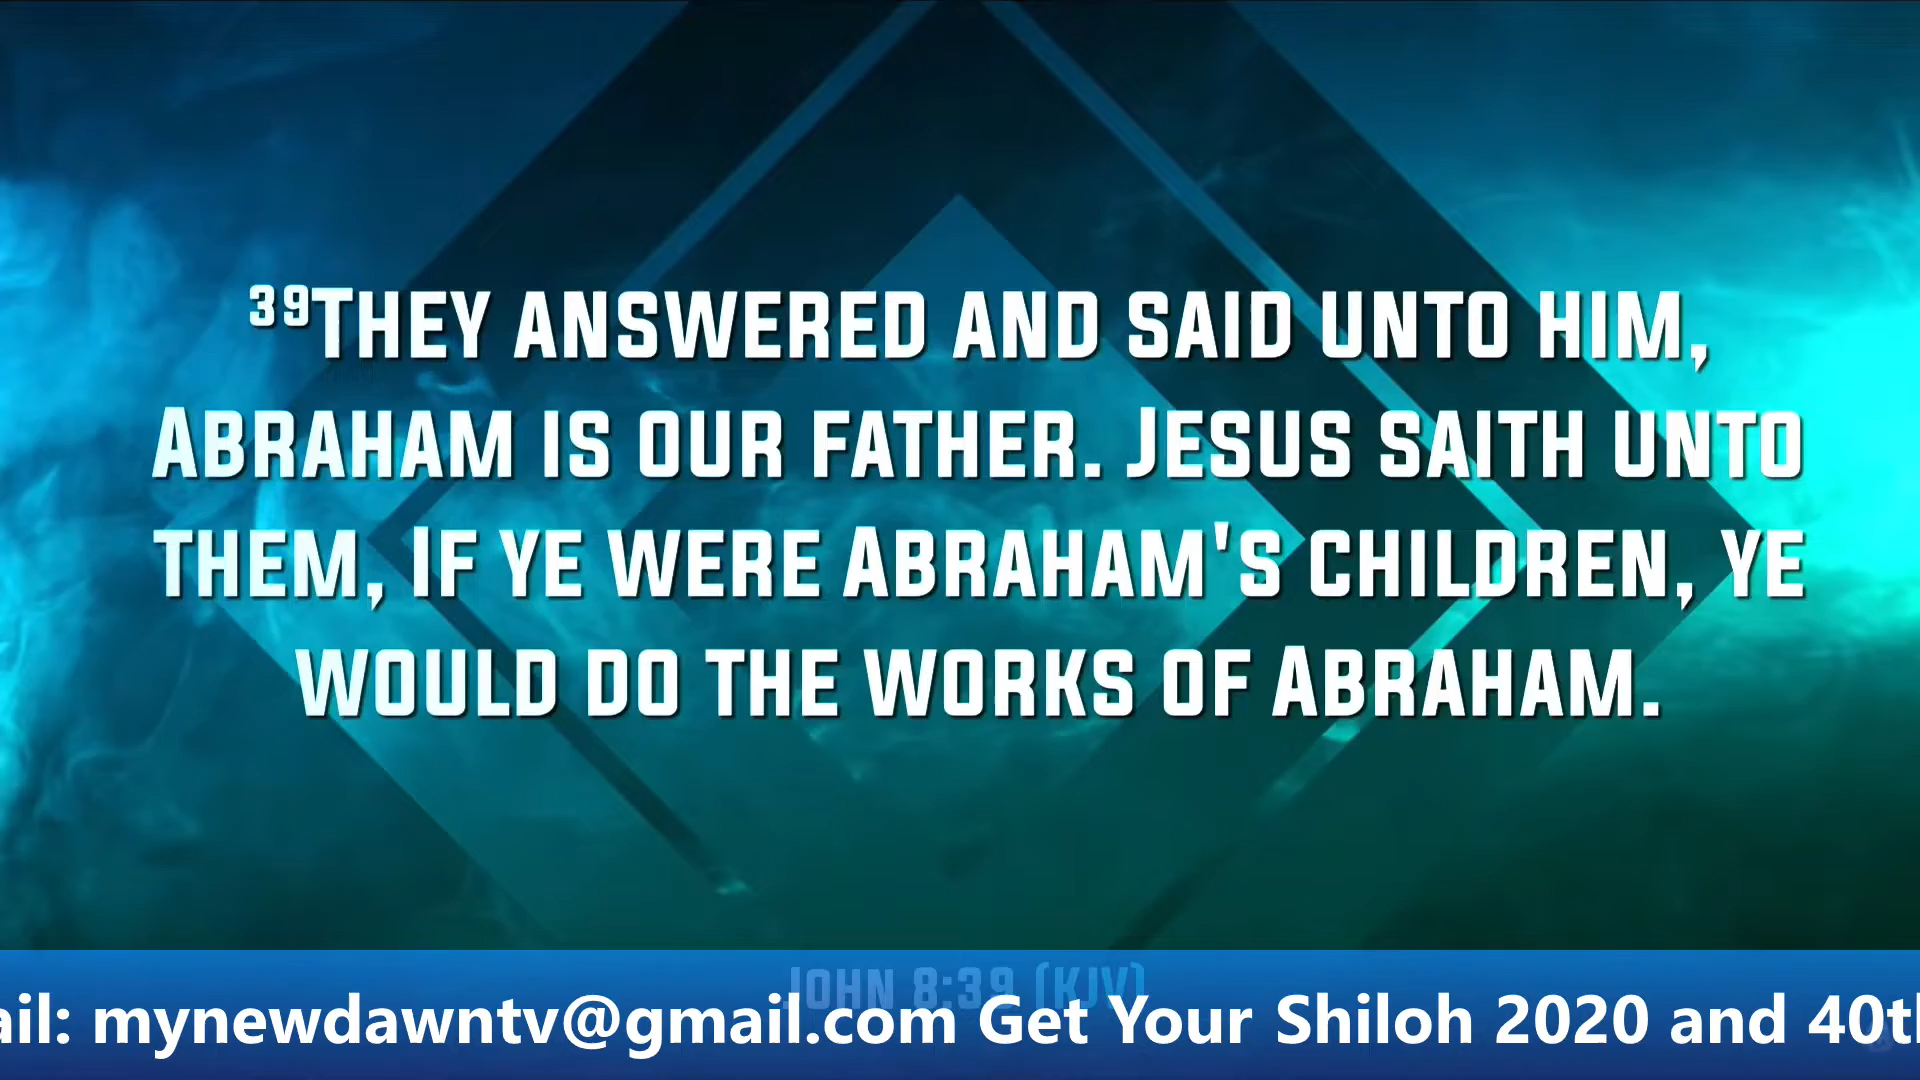 ³⁹They answered and said unto him,
Abraham is our father. Jesus saith unto
them, If ye were Abraham's children, ye
would do the works of Abraham.
John 8:39 (KJV)
ail: mynewdawntv@gmail.com Get Your Shiloh 2020 and 40th